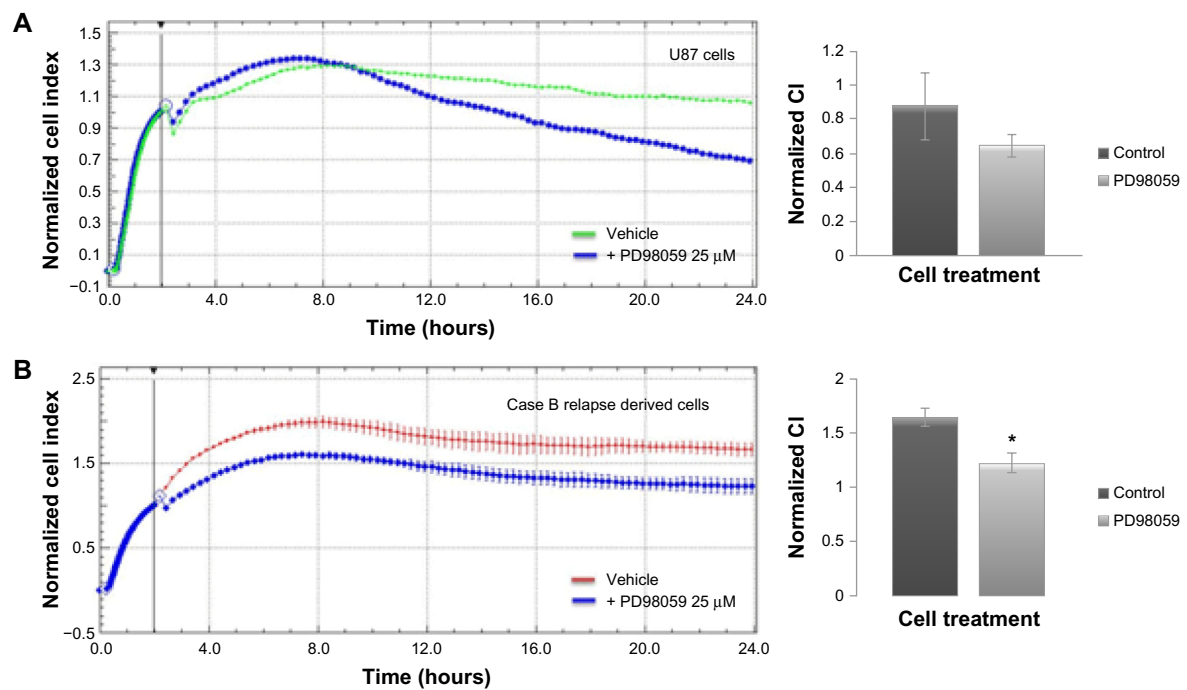 A
Normalized cell index
1.5
1.3
1.1
0.9
0.7
0.5
0.3
0.1
−0.1
U87 cells
Vehicle
+ PD98059 25 μM
0.0 4.0 8.0 12.0 16.0 20.0 24.0
Time (hours)
Normalized CI
1.2
1
0.8
0.6
0.4
0.2
0
Cell treatment
Control
PD98059
B
Normalized cell index
2.5
1.5
0.5
−0.5
Case B relapse derived cells
Vehicle
+ PD98059 25 μM
0.0 4.0 8.0 12.0 16.0 20.0 24.0
Time (hours)
Normalized CI
2
1.5
1
0.5
0
*
Cell treatment
Control
PD98059